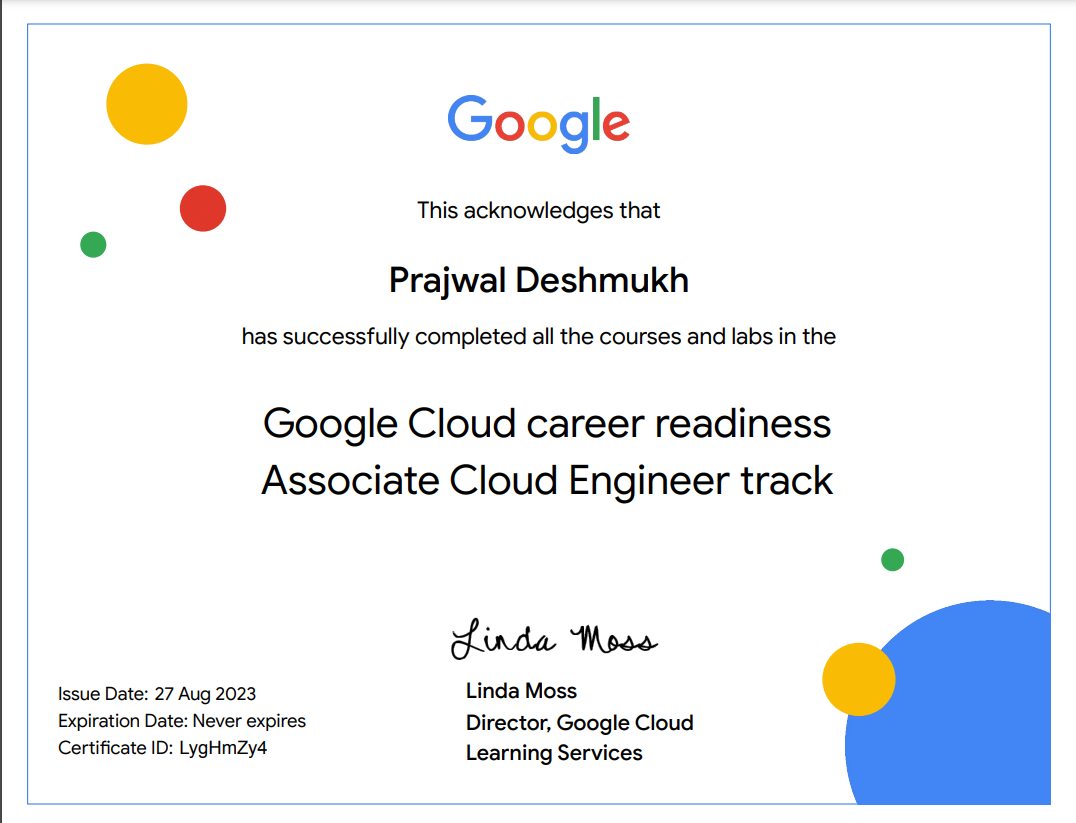 Google
This acknowledges that
Prajwal Deshmukh
has successfully completed all the courses and labs in the
Google Cloud career readiness
Associate Cloud Engineer track
Linda Moss
Linda Moss
Director, Google Cloud
Learning Services
Issue Date: 27 Aug 2023
Expiration Date: Never expires
Certificate ID: LygHmZy4